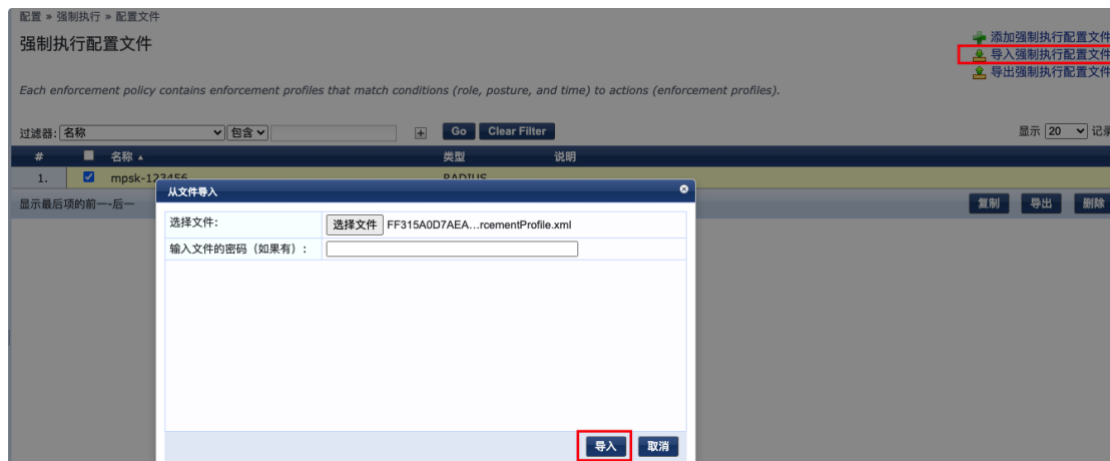 配置 » 强制执行 » 配置文件
强制执行配置文件
添加强制执行配置文件
导入强制执行配置文件
导出强制执行配置文件
Each enforcement policy contains enforcement profiles that match conditions (role, posture, and time) to actions (enforcement profiles).
过滤器: 名称 包含 + Go Clear Filter 显示 20 记录
# 名称 类型 说明
1. mpsk-123456 RADIUS
从文件导入
显示最后项的前一-后一 复制 导出 删除
选择文件: 选择文件 FF315A0D7AEA...rcementProfile.xml
输入文件的密码（如果有）:
导入 取消